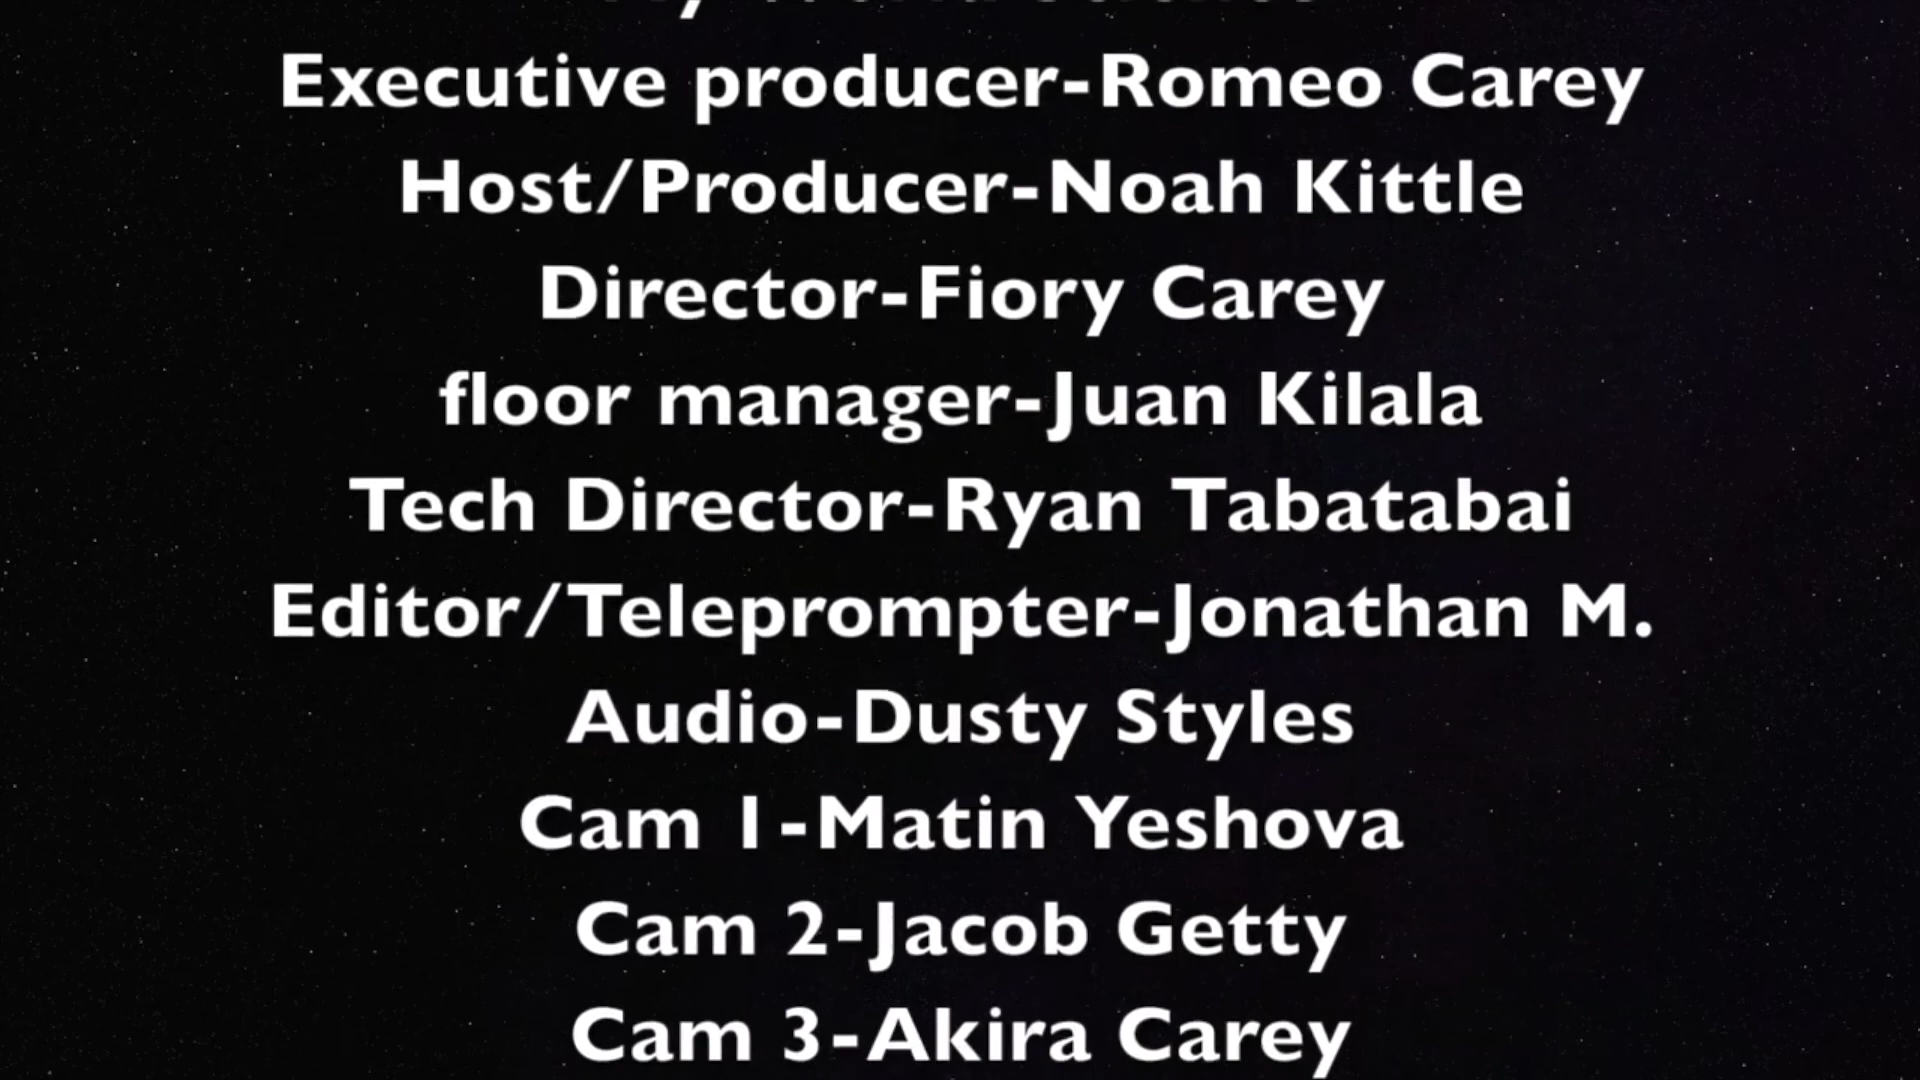 Executive producer-Romeo Carey
Host/Producer-Noah Kittle
Director-Fiory Carey
floor manager-Juan Kilala
Tech Director-Ryan Tabatabai
Editor/Teleprompter-Jonathan M.
Audio-Dusty Styles
Cam 1-Matin Yeshova
Cam 2-Jacob Getty
Cam 3-Akira Carey